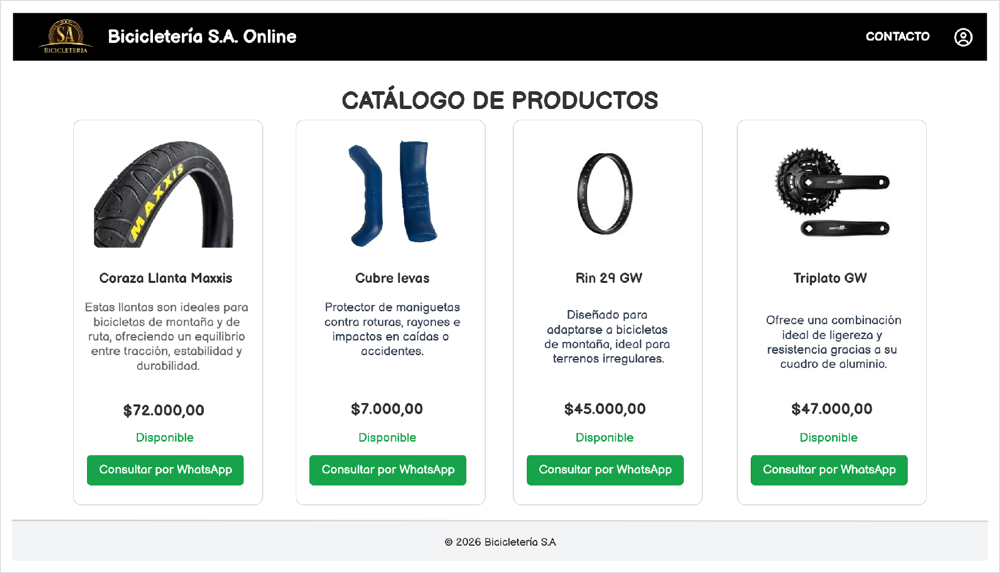 SA
BICICLETERÍA
Bicicletería S.A. Online
CONTACTO
CATÁLOGO DE PRODUCTOS
MAXXIS
Coraza Llanta Maxxis
Estas llantas son ideales para
bicicletas de montaña y de
ruta, ofreciendo un equilibrio
entre tracción, estabilidad y
durabilidad.
$72.000,00
Disponible
Consultar por WhatsApp
Cubre levas
Protector de maniguetas
contra roturas, rayones e
impactos en caídas o
accidentes.
$7.000,00
Disponible
Consultar por WhatsApp
Rin 29 GW
Diseñado para
adaptarse a bicicletas
de montaña, ideal para
terrenos irregulares.
$45.000,00
Disponible
Consultar por WhatsApp
Triplato GW
Ofrece una combinación
ideal de ligereza y
resistencia gracias a su
cuadro de aluminio.
$47.000,00
Disponible
Consultar por WhatsApp
© 2026 Bicicletería S.A